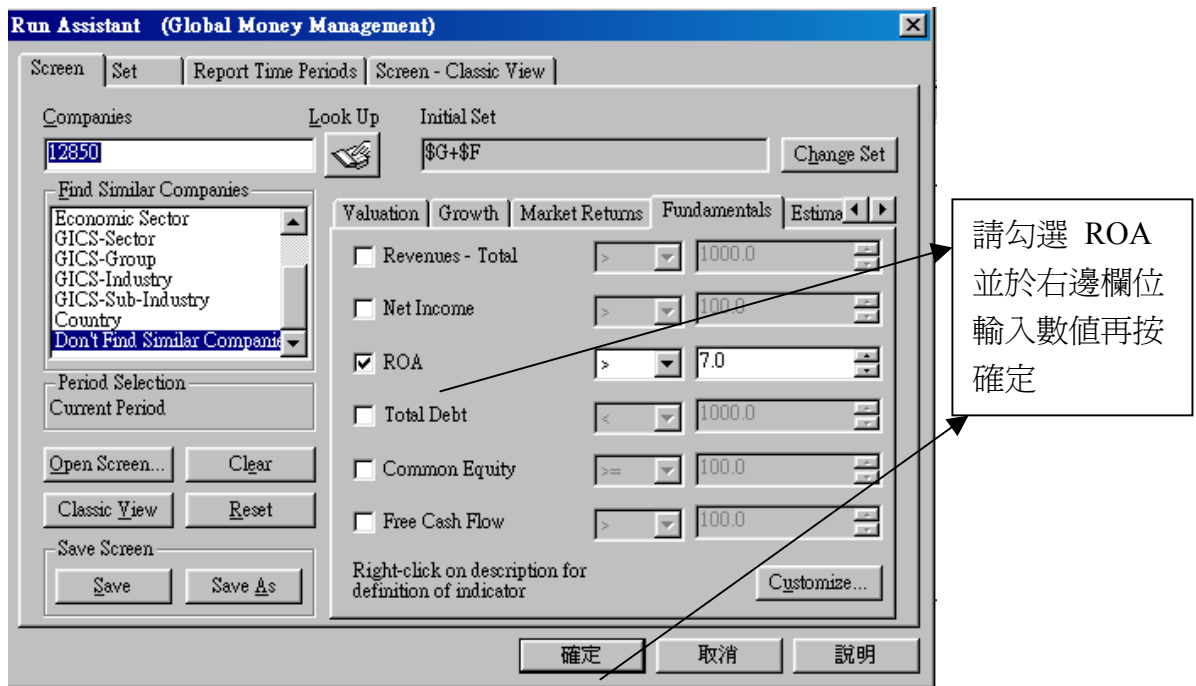 Run Assistant (Global Money Management)
Screen Set Report Time Periods Screen - Classic View
Companies Look Up Initial Set
12850 $G+$F Change Set
Find Similar Companies
Economic Sector
GICS-Sector
GICS-Group
GICS-Industry
GICS-Sub-Industry
Country
Don't Find Similar Companie
Period Selection
Current Period
Open Screen... Clear
Classic View Reset
Save Screen
Save Save As
Valuation Growth Market Returns Fundamentals Estima
Revenues - Total > 1000.0
Net Income > 100.0
ROA > 7.0
Total Debt < 1000.0
Common Equity >= 100.0
Free Cash Flow > 100.0
Right-click on description for
definition of indicator
Customize...
確定 取消 說明
請勾選 ROA
並於右邊欄位
輸入數值再按
確定